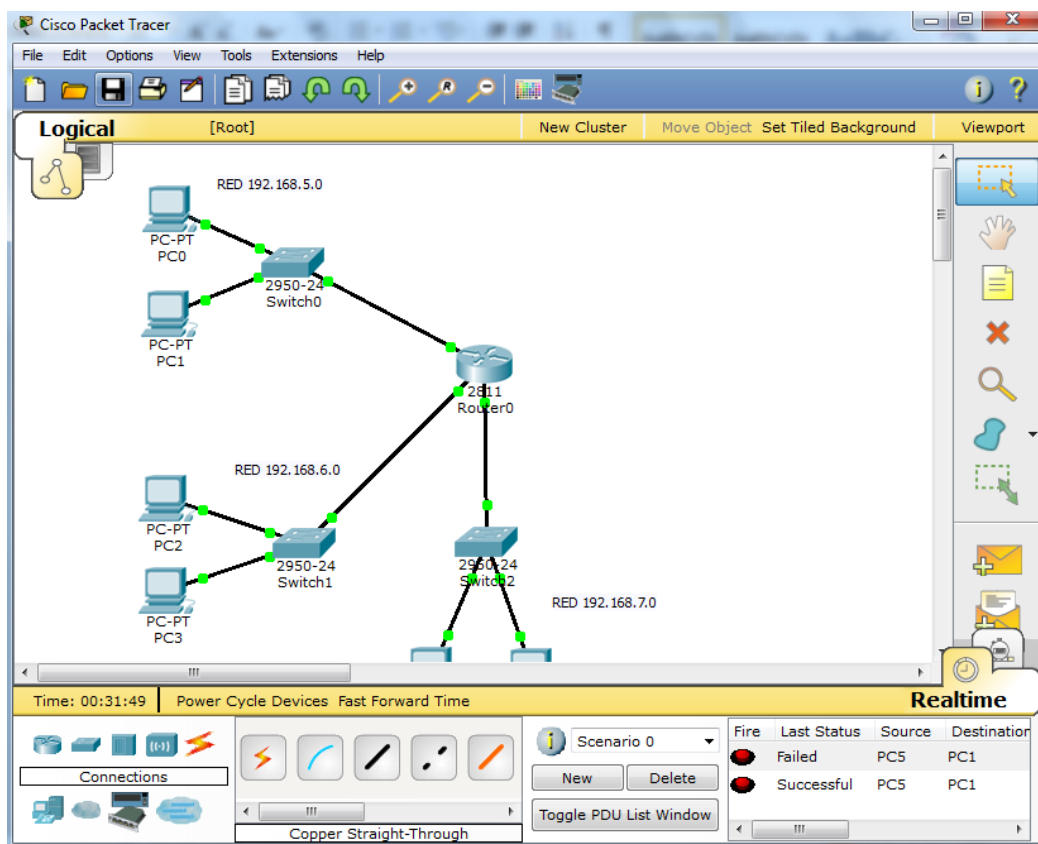 Cisco Packet Tracer
File Edit Options View Tools Extensions Help
Logical [Root] New Cluster Move Object Set Tiled Background Viewport
RED 192.168.5.0
PC-PT
PC0
2950-24
Switch0
PC-PT
PC1
2811
Router0
RED 192.168.6.0
PC-PT
PC2
2950-24
Switch1
PC-PT
PC3
2950-24
Switch2
RED 192.168.7.0
Time: 00:31:49 Power Cycle Devices Fast Forward Time Realtime
Connections
Copper Straight-Through
Scenario 0
New Delete
Toggle PDU List Window
Fire Last Status Source Destination
Failed PC5 PC1
Successful PC5 PC1